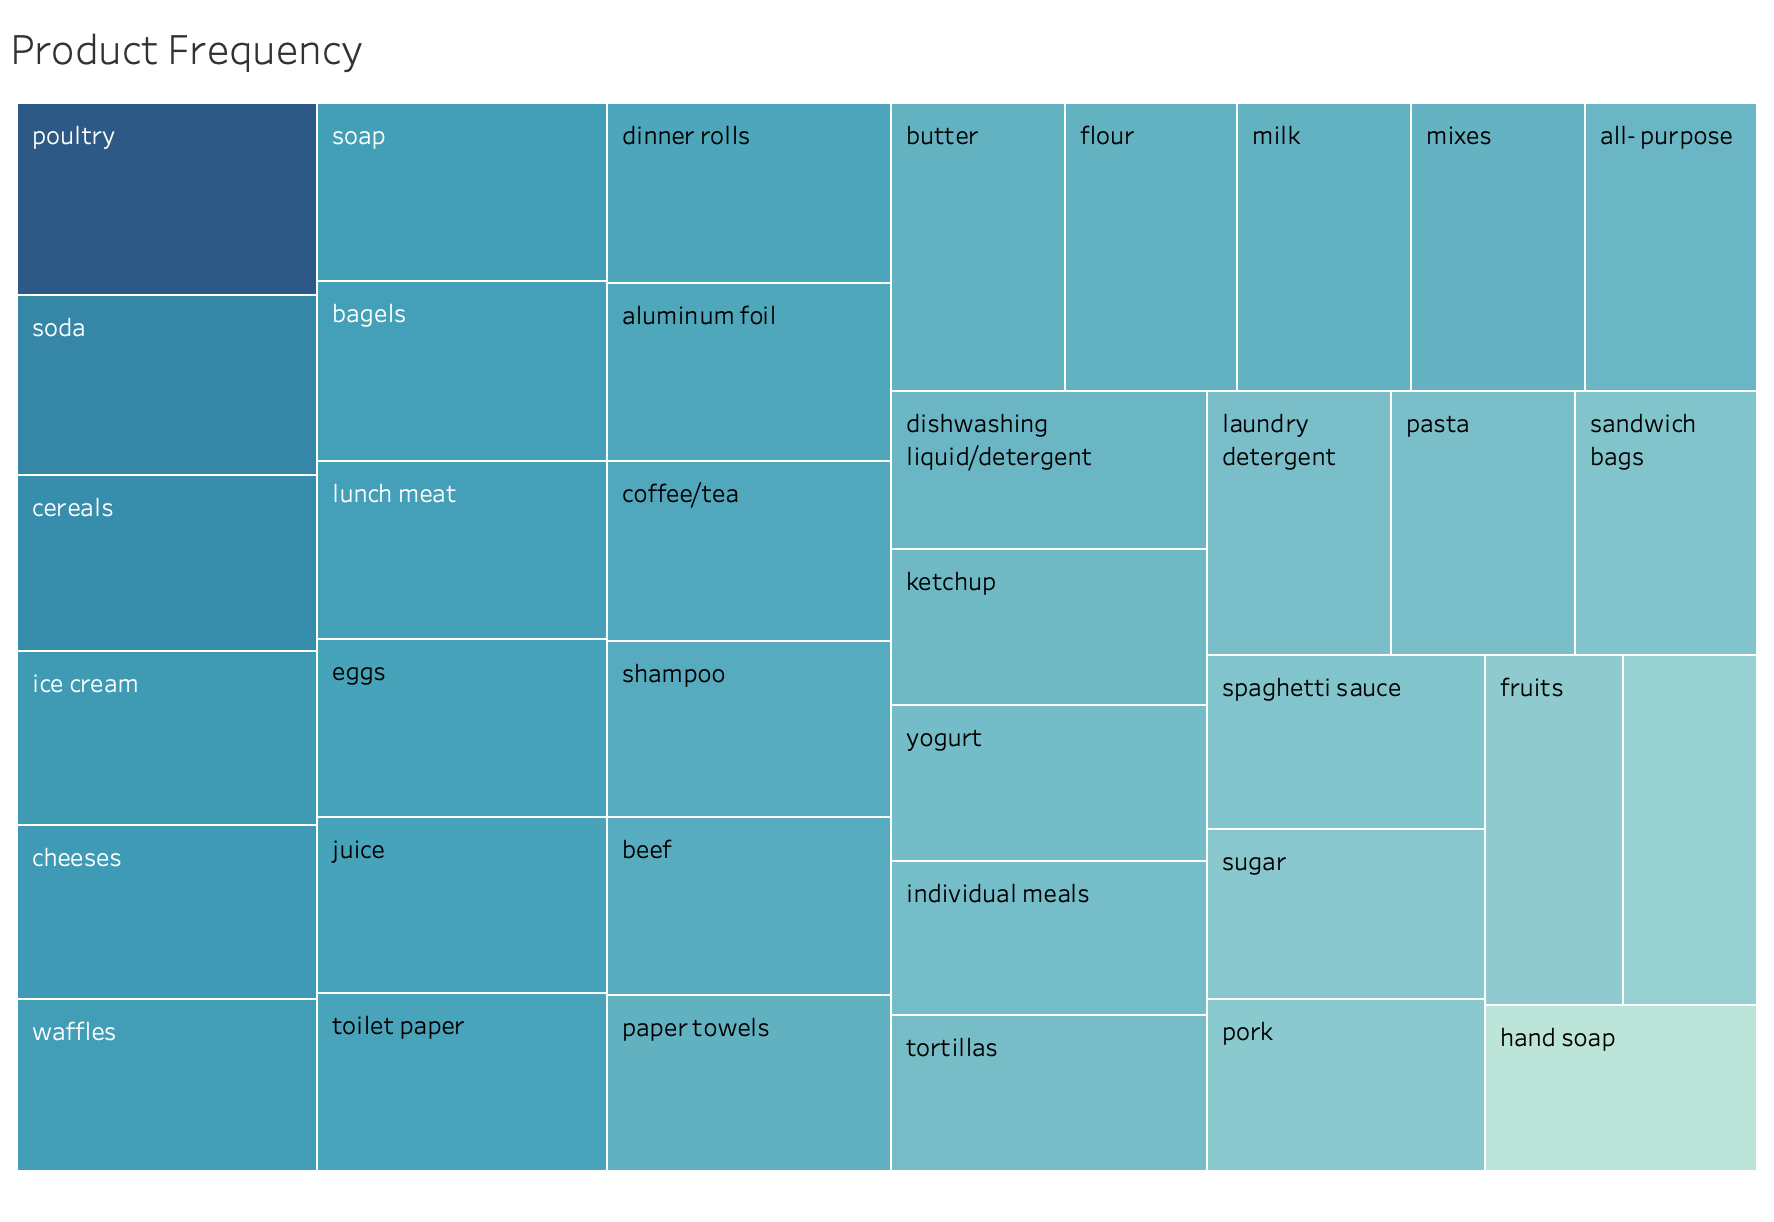 Product Frequency
poultry
soda
cereals
ice cream
cheeses
waffles
soap
bagels
lunch meat
eggs
juice
toilet paper
dinner rolls
aluminum foil
coffee/tea
shampoo
beef
paper towels
butter
flour
milk
mixes
all- purpose
dishwashing
liquid/detergent
ketchup
yogurt
individual meals
tortillas
laundry
detergent
pasta
sandwich
bags
spaghetti sauce
sugar
pork
fruits
hand soap